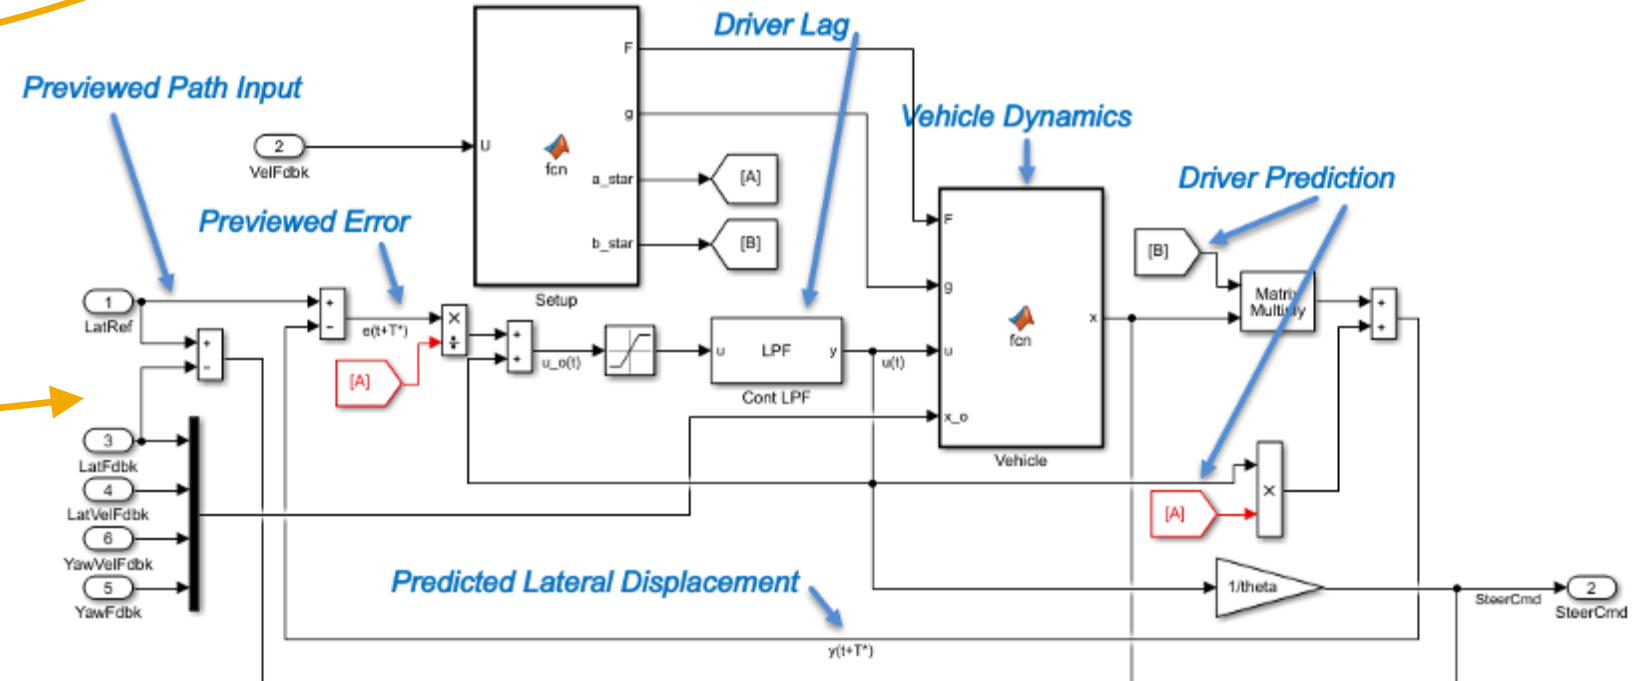 Driver Lag
F
Previewed Path Input
g
Vehicle Dynamics
2
VelFdbk
U
fcn
a_star
[A]
Driver Prediction
Previewed Error
b_star
[B]
F
[B]
Setup
1
LatRef
+
-
e(t+T*)
×
÷
+
+
u_o(t)
u
LPF
y
Cont LPF
u(t)
g
u
x_o
fcn
x
Vehicle
Matrix
Multiply
+
+
+
-
[A]
3
LatFdbk
4
LatVelFdbk
6
YawVelFdbk
5
YawFdbk
×
[A]
Predicted Lateral Displacement
1/theta
SteerCmd
2
SteerCmd
y(t+T*)